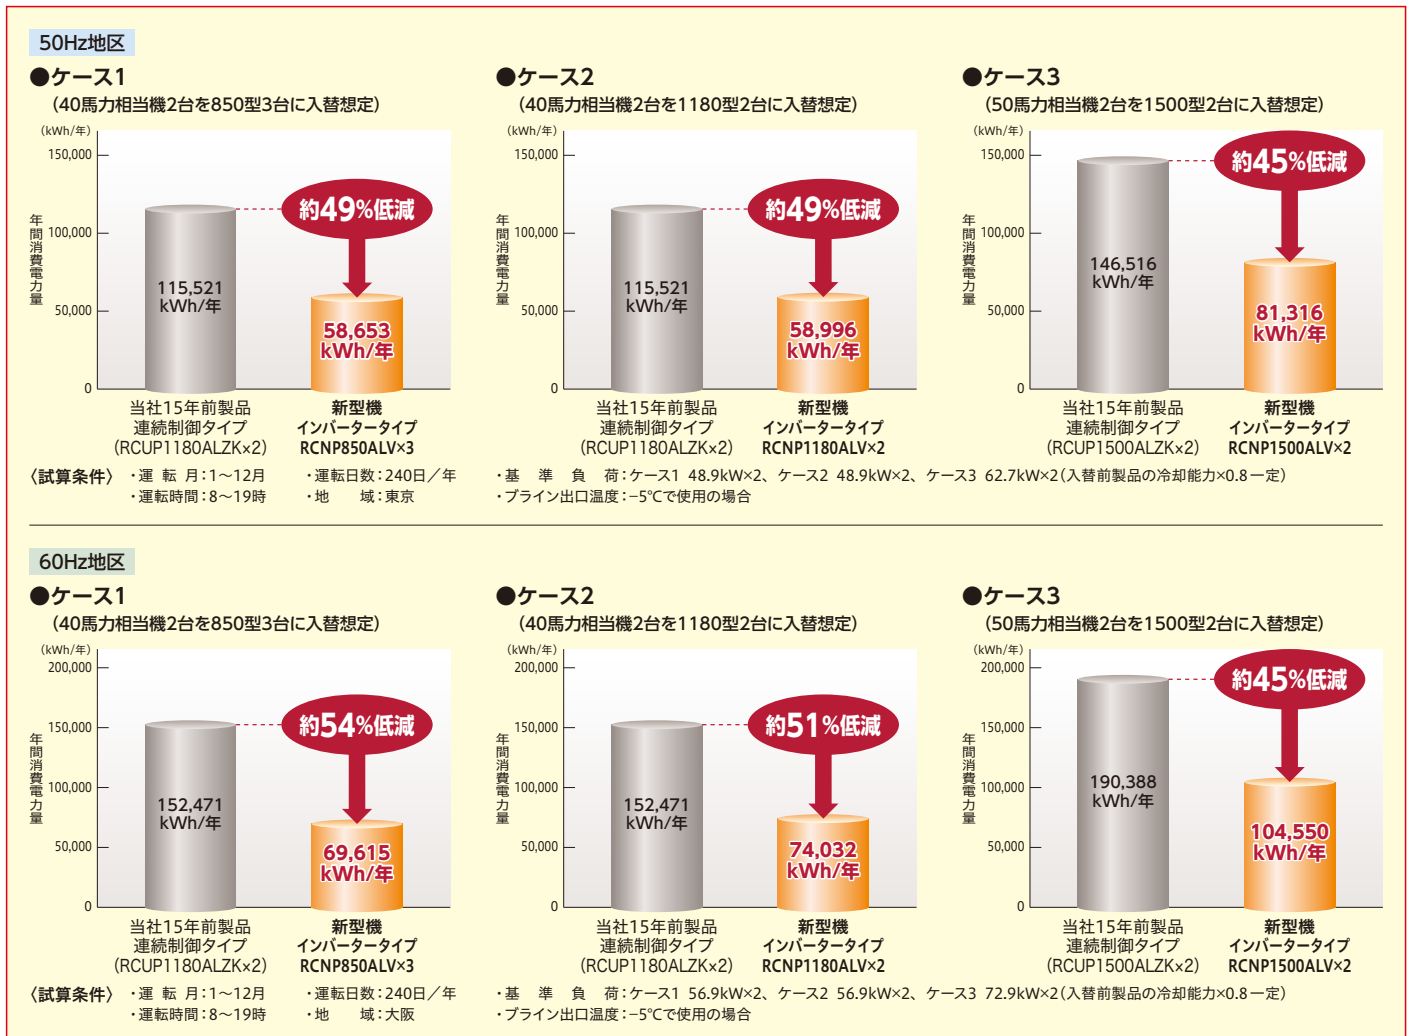 50Hz地区
●ケース1
（40馬力相当機2台を850型3台に入替想定）
（kWh/年）
150,000
100,000
50,000
0
年間消費電力量
115,521
kWh/年
約49%低減
58,653
kWh/年
当社15年前製品
連続制御タイプ
（RCUP1180ALZK×2）
新型機
インバータータイプ
RCNP850ALV×3
●ケース2
（40馬力相当機2台を1180型2台に入替想定）
（kWh/年）
150,000
100,000
50,000
0
年間消費電力量
115,521
kWh/年
約49%低減
58,996
kWh/年
当社15年前製品
連続制御タイプ
（RCUP1180ALZK×2）
新型機
インバータータイプ
RCNP1180ALV×2
●ケース3
（50馬力相当機2台を1500型2台に入替想定）
（kWh/年）
150,000
100,000
50,000
0
年間消費電力量
146,516
kWh/年
約45%低減
81,316
kWh/年
当社15年前製品
連続制御タイプ
（RCUP1500ALZK×2）
新型機
インバータータイプ
RCNP1500ALV×2
〈試算条件〉 ・運 転 月：1～12月 ・運転日数：240日／年 ・基 準 負 荷：ケース1 48.9kW×2、ケース2 48.9kW×2、ケース3 62.7kW×2（入替前製品の冷却能力×0.8一定）
・運転時間：8～19時 ・地 域：東京 ・ブライン出口温度：−5℃で使用の場合
60Hz地区
●ケース1
（40馬力相当機2台を850型3台に入替想定）
（kWh/年）
200,000
150,000
100,000
50,000
0
年間消費電力量
152,471
kWh/年
約54%低減
69,615
kWh/年
当社15年前製品
連続制御タイプ
（RCUP1180ALZK×2）
新型機
インバータータイプ
RCNP850ALV×3
●ケース2
（40馬力相当機2台を1180型2台に入替想定）
（kWh/年）
200,000
150,000
100,000
50,000
0
年間消費電力量
152,471
kWh/年
約51%低減
74,032
kWh/年
当社15年前製品
連続制御タイプ
（RCUP1180ALZK×2）
新型機
インバータータイプ
RCNP1180ALV×2
●ケース3
（50馬力相当機2台を1500型2台に入替想定）
（kWh/年）
200,000
150,000
100,000
50,000
0
年間消費電力量
190,388
kWh/年
約45%低減
104,550
kWh/年
当社15年前製品
連続制御タイプ
（RCUP1500ALZK×2）
新型機
インバータータイプ
RCNP1500ALV×2
〈試算条件〉 ・運 転 月：1～12月 ・運転日数：240日／年 ・基 準 負 荷：ケース1 56.9kW×2、ケース2 56.9kW×2、ケース3 72.9kW×2（入替前製品の冷却能力×0.8一定）
・運転時間：8～19時 ・地 域：大阪 ・ブライン出口温度：−5℃で使用の場合